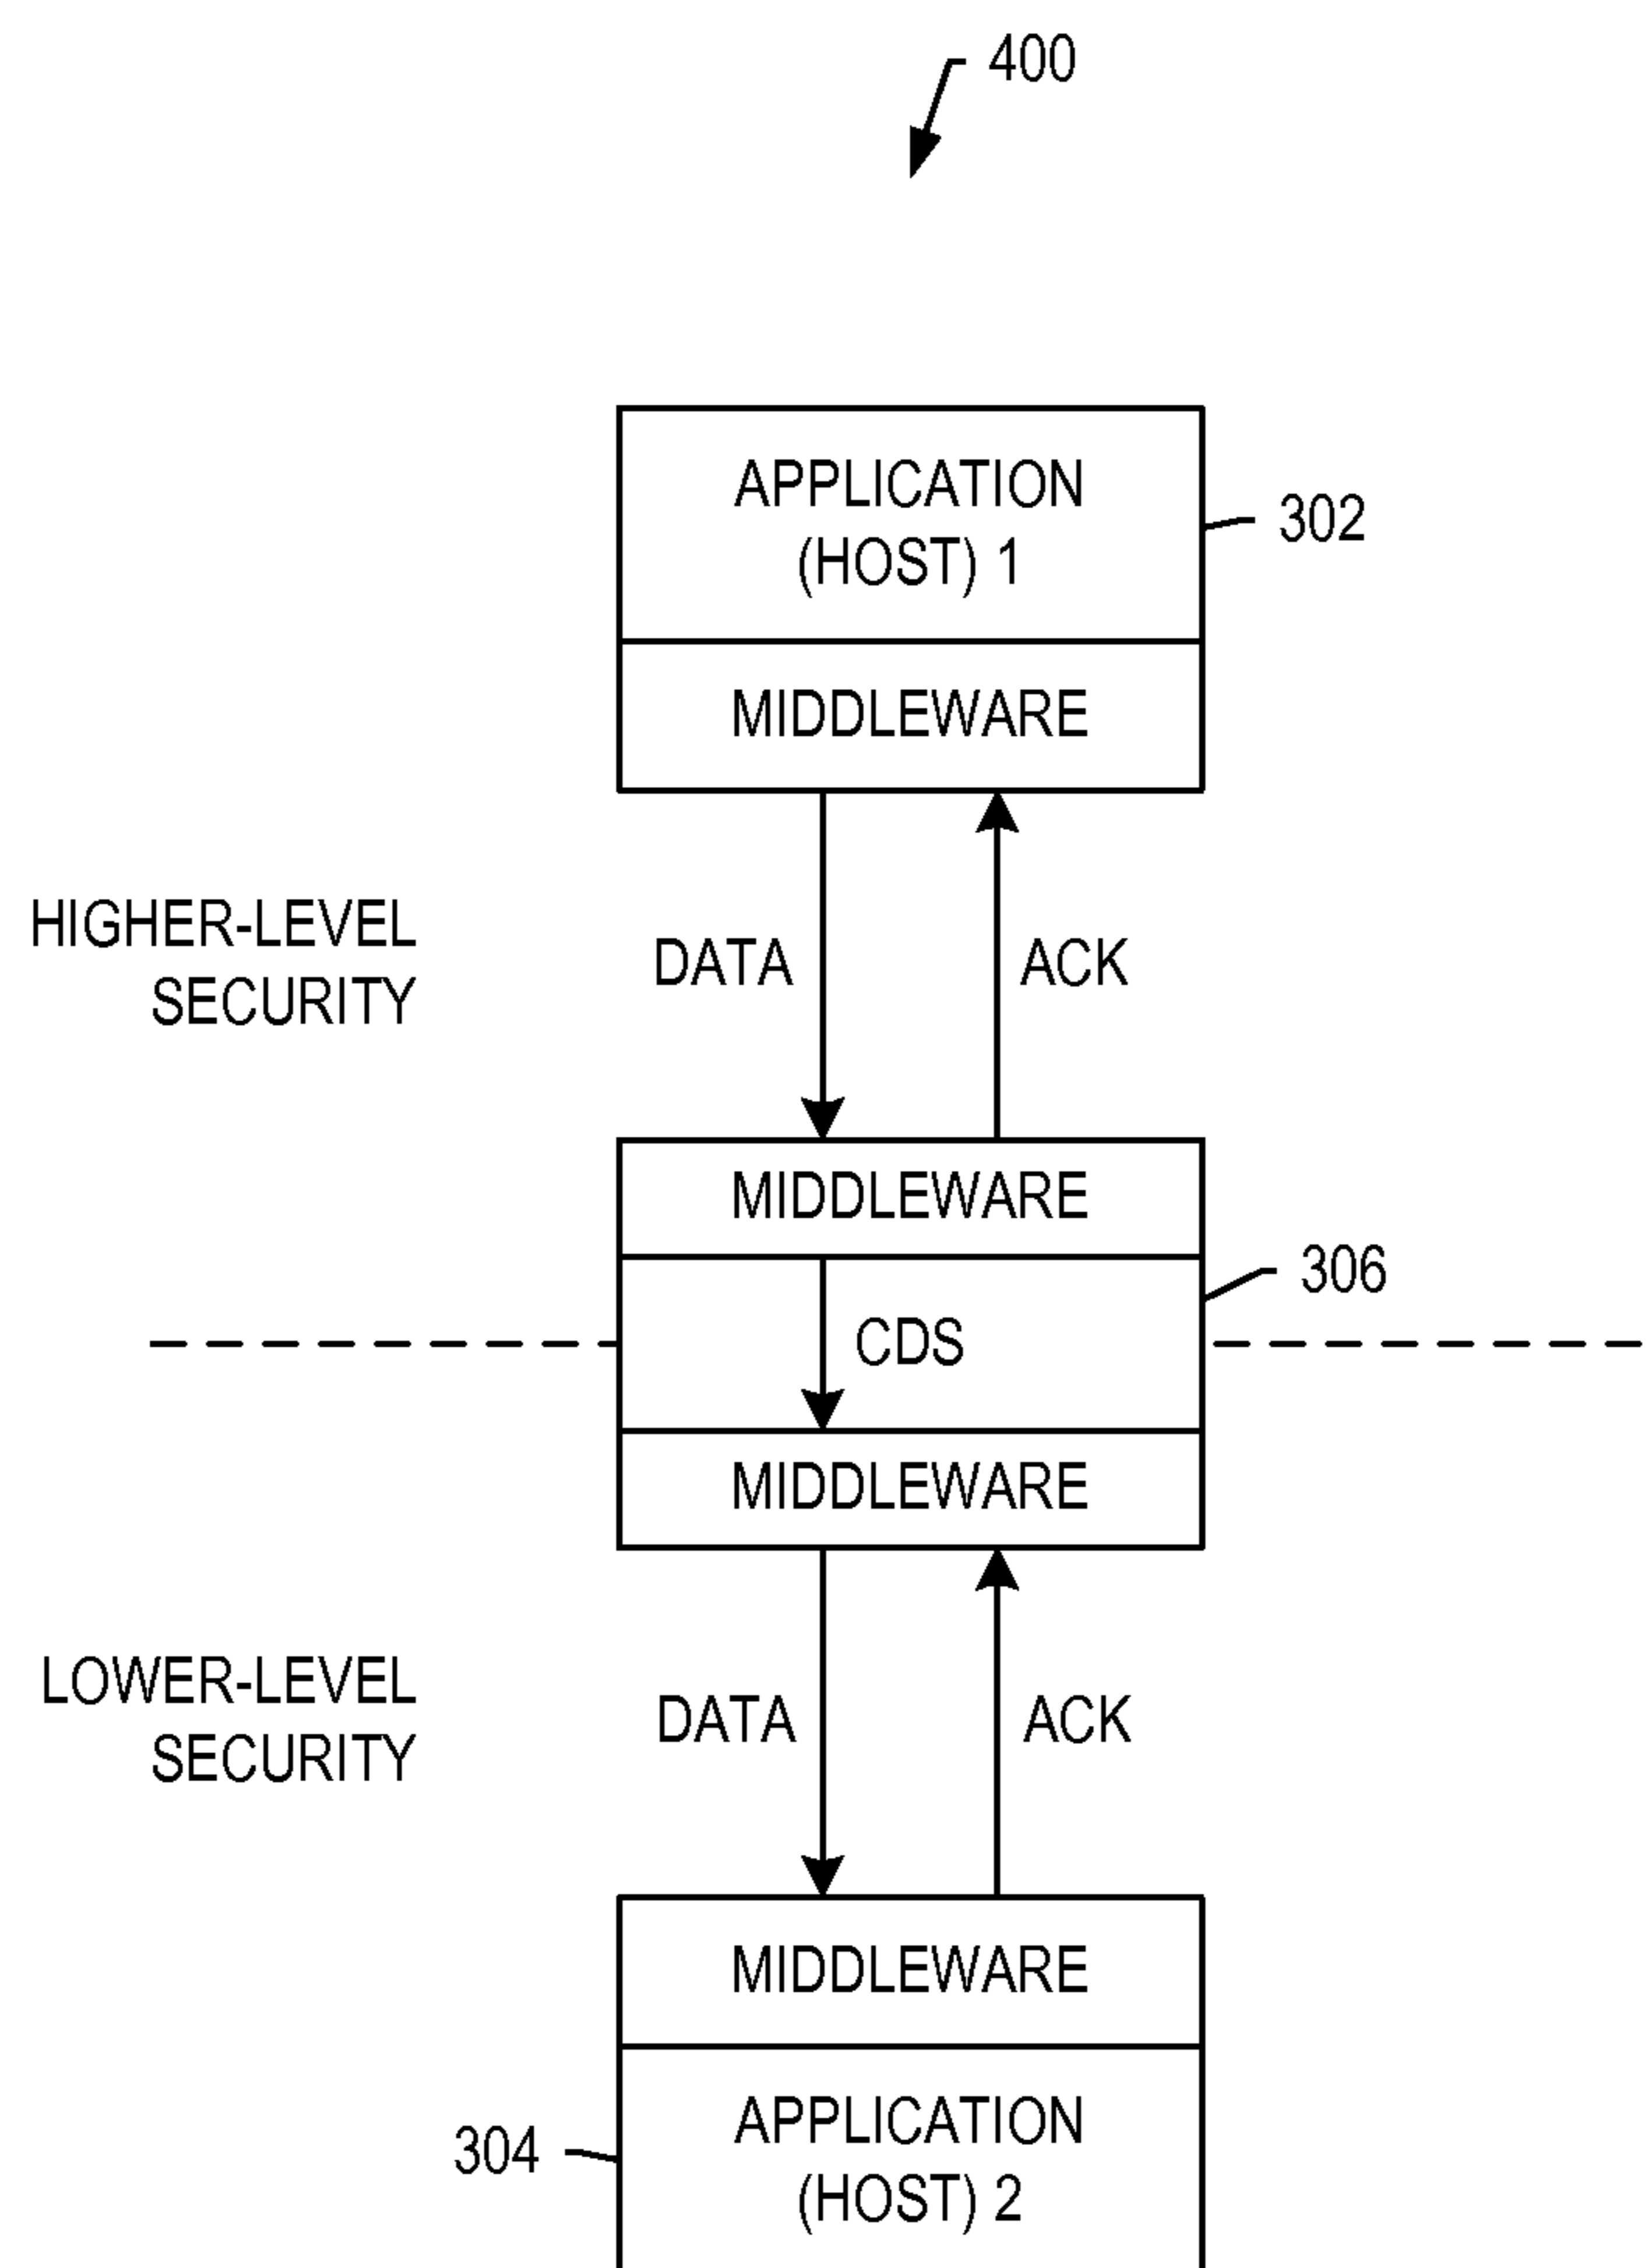 400
APPLICATION
(HOST) 1
302
MIDDLEWARE
HIGHER-LEVEL
SECURITY
DATA
ACK
MIDDLEWARE
306
CDS
MIDDLEWARE
LOWER-LEVEL
SECURITY
DATA
ACK
MIDDLEWARE
304
APPLICATION
(HOST) 2